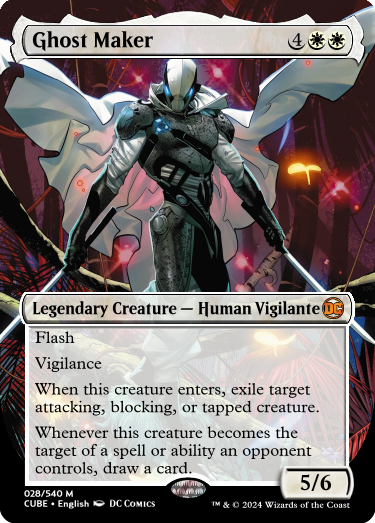 Ghost Maker 4
Legendary Creature — Human Vigilante DC
Flash
Vigilance
When this creature enters, exile target
attacking, blocking, or tapped creature.
Whenever this creature becomes the
target of a spell or ability an opponent
controls, draw a card.
5/6
028/540 M
CUBE • English DC COMICS
™ & © 2024 Wizards of the Coast